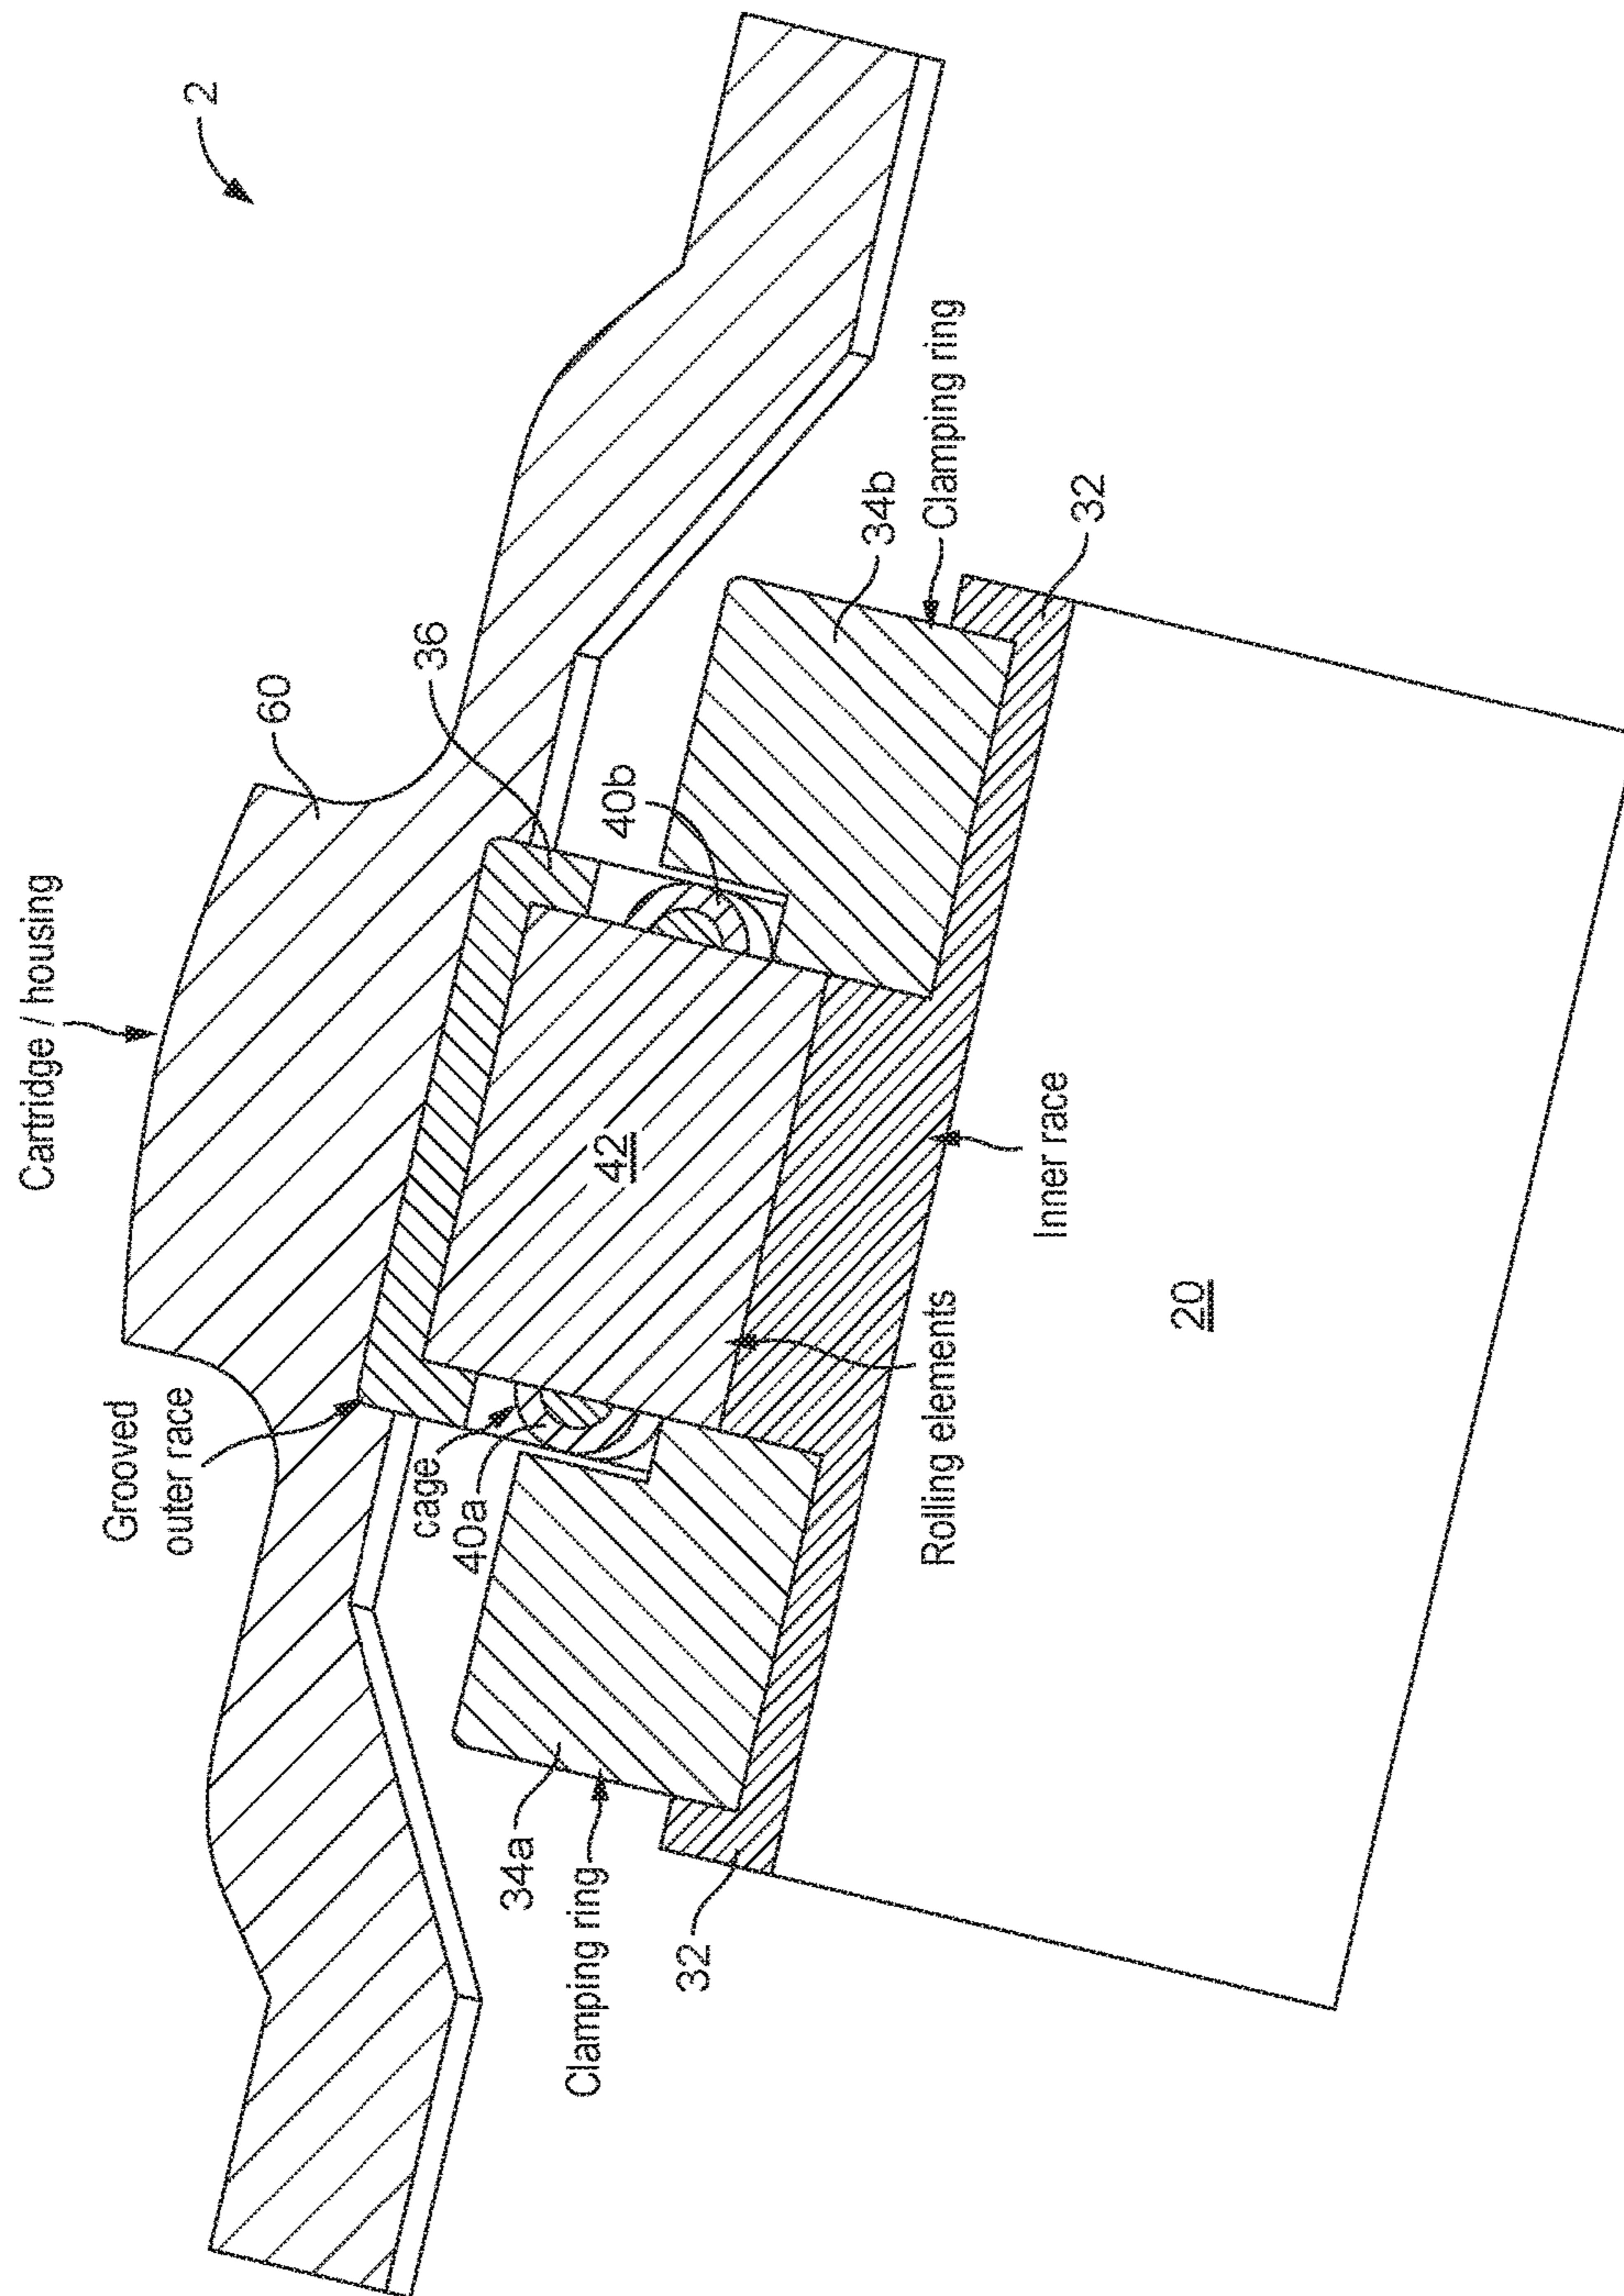 2
Cartridge / housing
60
36
Grooved
outer race
40b
34b
Clamping ring
32
cage
40a
42
Rolling elements
Inner race
34a
Clamping ring
32
20